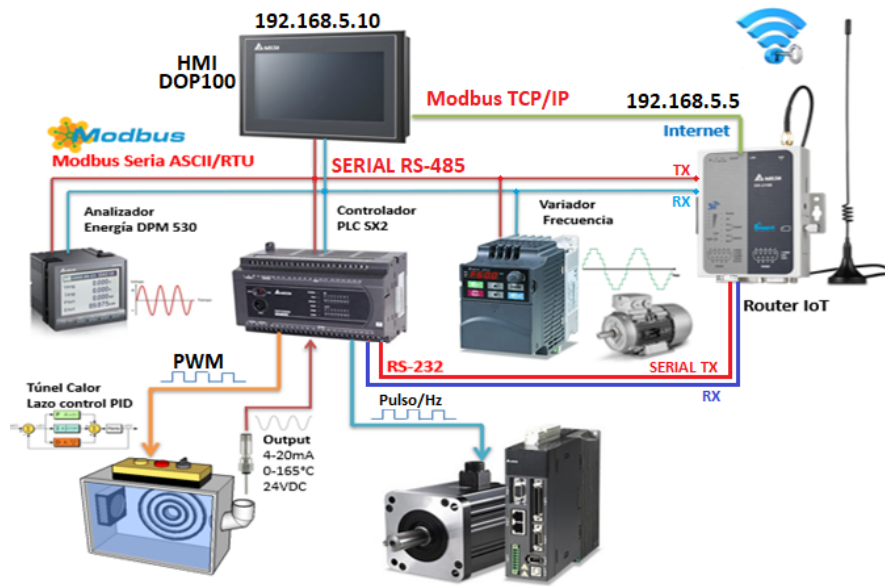 192.168.5.10
HMI
DOP100
Modbus TCP/IP
192.168.5.5
Internet
Modbus
Modbus Seria ASCII/RTU
SERIAL RS-485
TX
RX
Analizador
Energía DPM 530
Controlador
PLC SX2
Variador
Frecuencia
Router IoT
PWM
RS-232
SERIAL TX
RX
Túnel Calor
Lazo control PID
Pulso/Hz
Output
4-20mA
0-165°C
24VDC